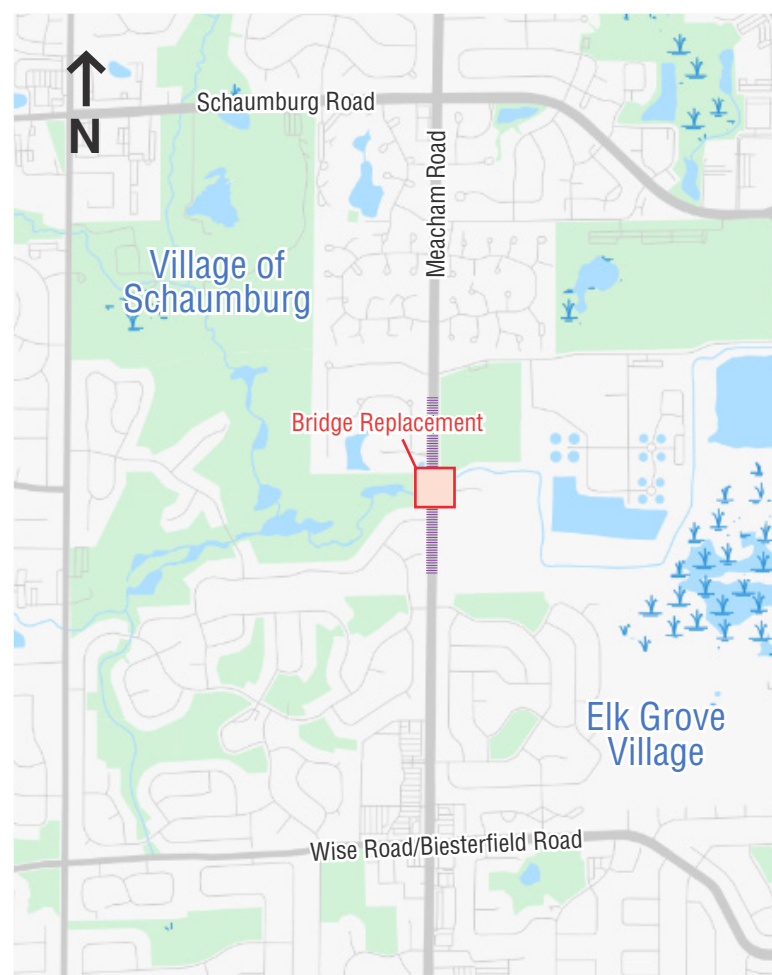 Schaumburg Road
N
Meacham Road
Village of
Schaumburg
Bridge Replacement
Elk Grove
Village
Wise Road/Biesterfield Road